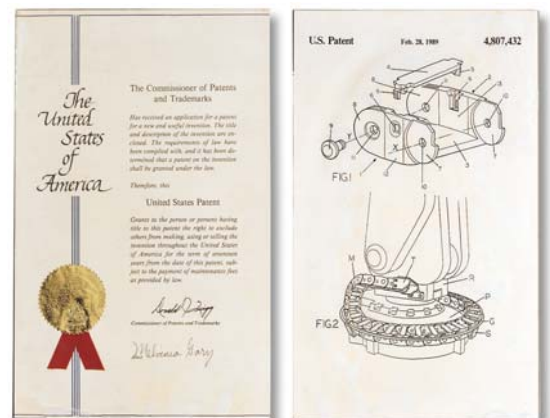 The
United
States
of
America
The Commissioner of Patents
and Trademarks
Has received an application for a patent
for a new and useful invention. The title
and description of the invention are en-
closed. The requirements of law have
been complied with, and it has been de-
termined that a patent on the invention
shall be granted under the law.
Therefore, this
United States Patent
Grants to the person or persons having
title to this patent the right to exclude
others from making, using or selling the
invention throughout the United States
of America for the term of seventeen
years from the date of this patent, sub-
ject to the payment of maintenance fees
as provided by law.
Commissioner of Patents and Trademarks
Melvinia Gary
U.S. Patent Feb. 28, 1989 4,807,432
FIG.1
X
M
T
R
P
FIG.2
G
S